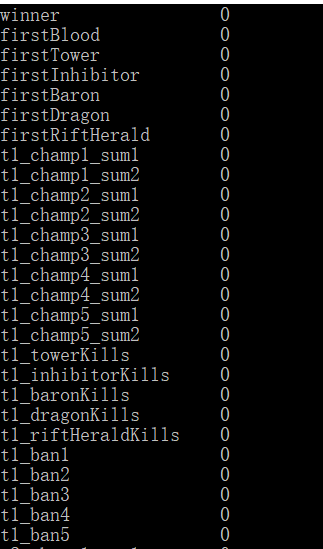 winner 0
firstBlood 0
firstTower 0
firstInhibitor 0
firstBaron 0
firstDragon 0
firstRiftHerald 0
t1_champ1_sum1 0
t1_champ1_sum2 0
t1_champ2_sum1 0
t1_champ2_sum2 0
t1_champ3_sum1 0
t1_champ3_sum2 0
t1_champ4_sum1 0
t1_champ4_sum2 0
t1_champ5_sum1 0
t1_champ5_sum2 0
t1_towerKills 0
t1_inhibitorKills 0
t1_baronKills 0
t1_dragonKills 0
t1_riftHeraldKills 0
t1_ban1 0
t1_ban2 0
t1_ban3 0
t1_ban4 0
t1_ban5 0